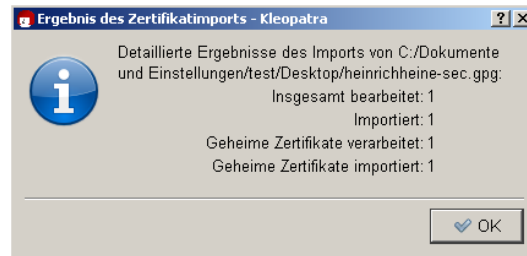 Ergebnis des Zertifikatimports - Kleopatra
Detaillierte Ergebnisse des Imports von C:/Dokumente
und Einstellungen/test/Desktop/heinrichheine-sec.gpg:
Insgesamt bearbeitet: 1
Importiert: 1
Geheime Zertifikate verarbeitet: 1
Geheime Zertifikate importiert: 1
OK